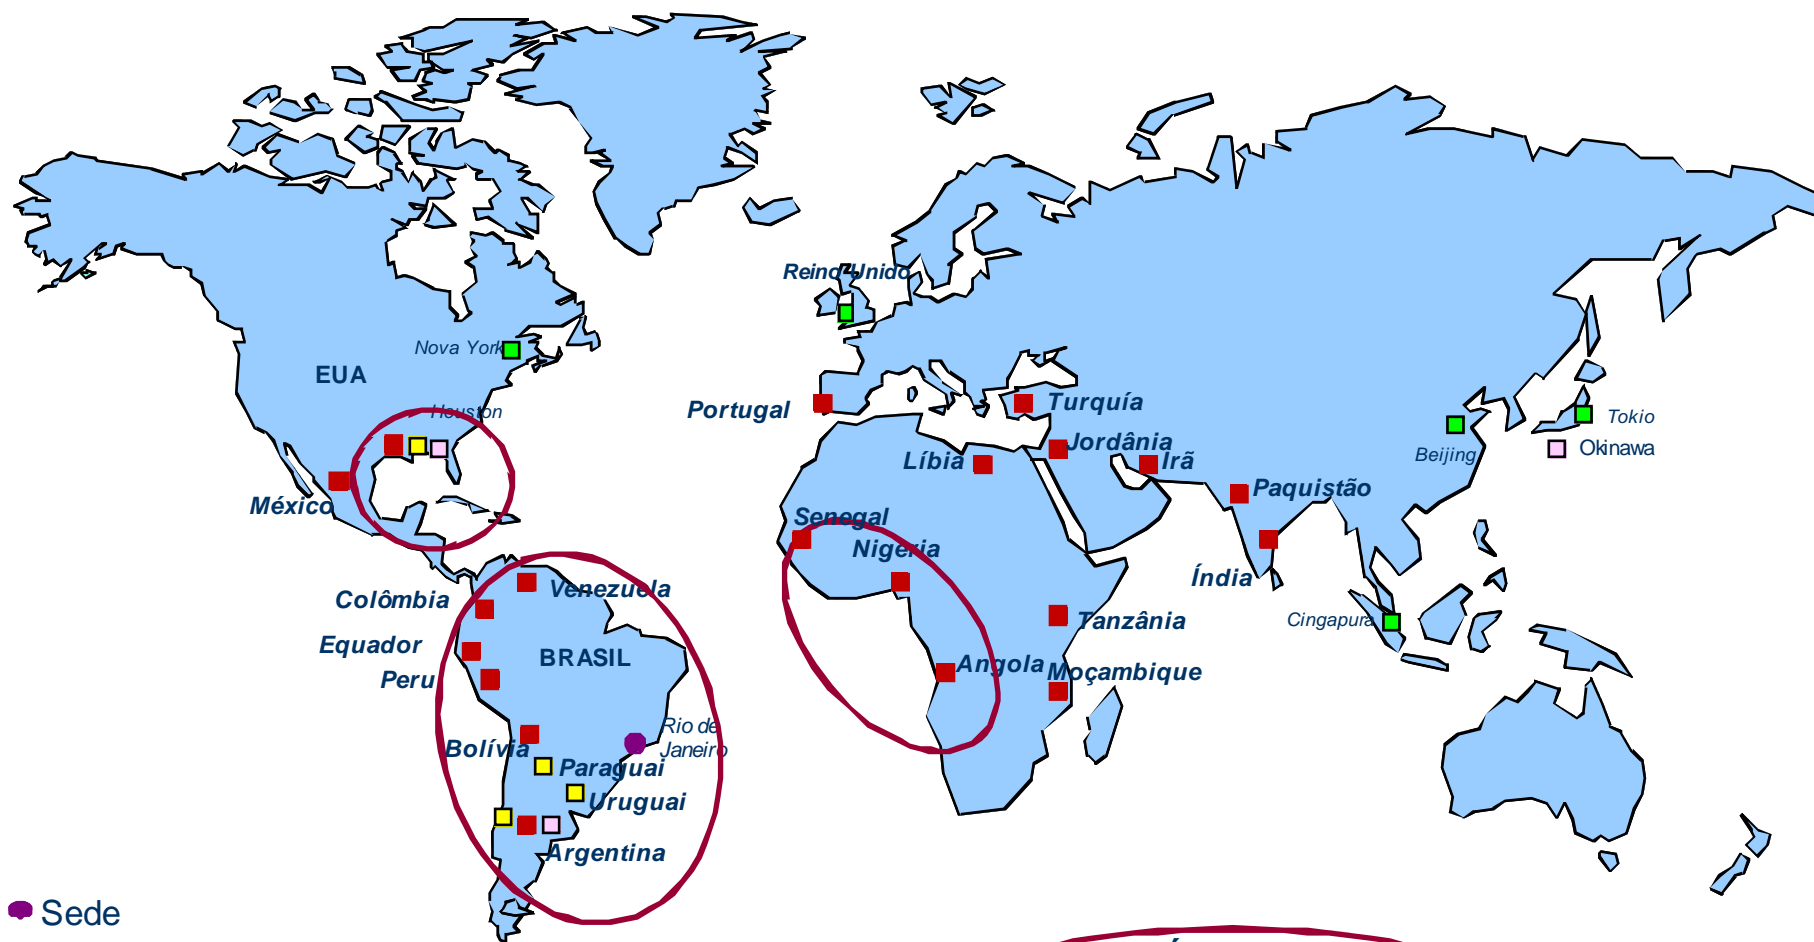 Reino Unido
Nova York
EUA
Houston
Portugal
Turquía
Tokio
Jordânia
Okinawa
Líbia
Irã
Beijing
México
Paquistão
Senegal
Nigeria
Índia
Venezuela
Colômbia
Tanzânia
Cingapura
Equador
BRASIL
Peru
Angola
Moçambique
Rio de
Janeiro
Bolívia
Paraguai
Uruguai
Argentina
Sede